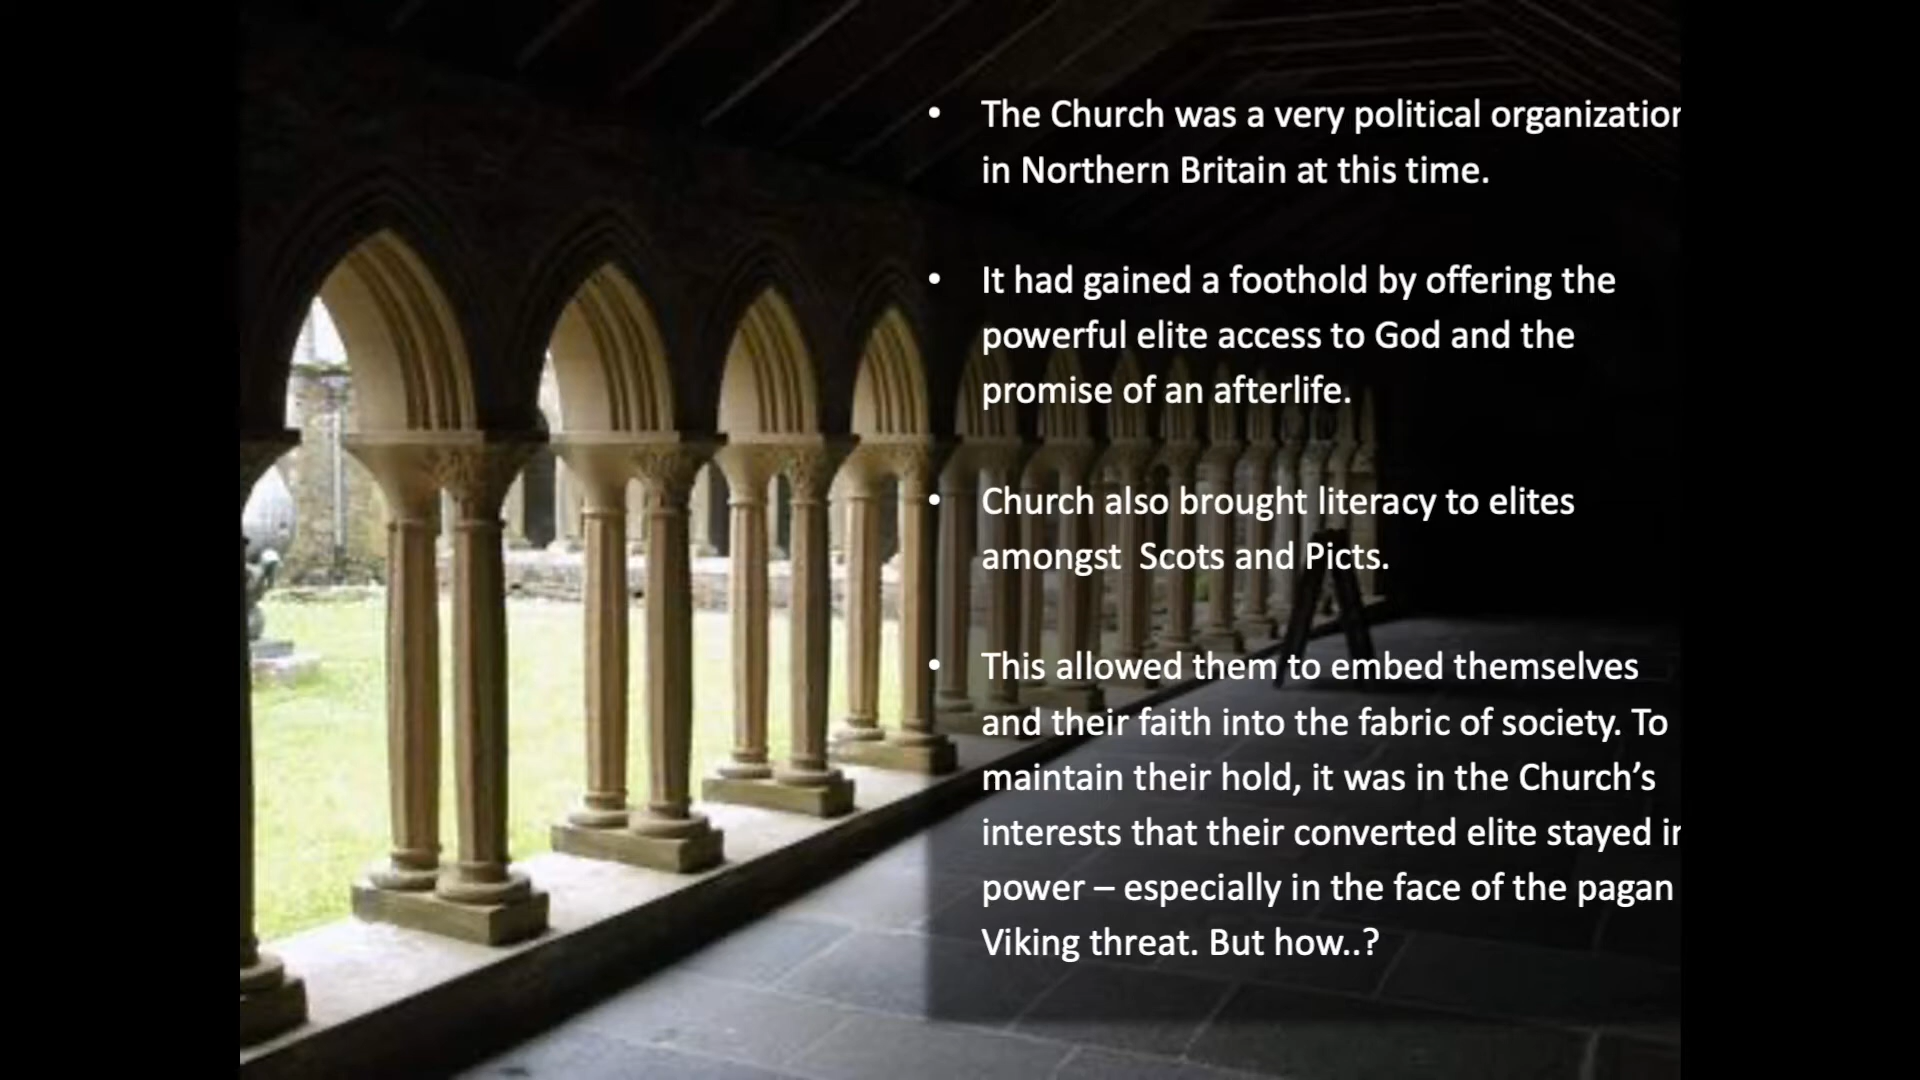 • The Church was a very political organization
in Northern Britain at this time.
• It had gained a foothold by offering the
powerful elite access to God and the
promise of an afterlife.
• Church also brought literacy to elites
amongst  Scots and Picts.
• This allowed them to embed themselves
and their faith into the fabric of society. To
maintain their hold, it was in the Church’s
interests that their converted elite stayed in
power – especially in the face of the pagan
Viking threat. But how..?